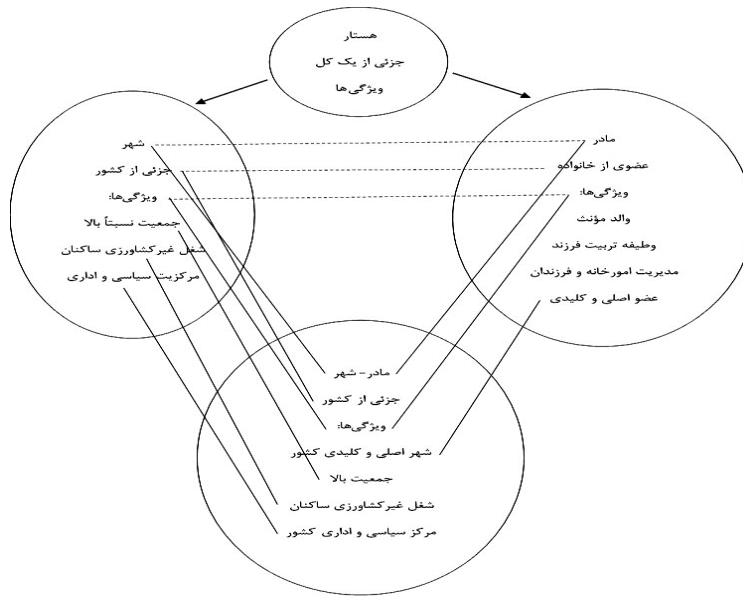 هستار
جزئی از یک کل
ویژگی‌ها
مادر
عضوی از خانواده
ویژگی‌ها:
والد مؤنث
وظیفه تربیت فرزند
مدیریت امورخانه و فرزندان
عضو اصلی و کلیدی
شهر
جزئی از کشور
ویژگی‌ها:
جمعیت نسبتاً بالا
شغل غیرکشاورزی ساکنان
مرکزیت سیاسی و اداری
مادر-شهر
جزئی از کشور
ویژگی‌ها:
شهر اصلی و کلیدی کشور
جمعیت بالا
شغل غیرکشاورزی ساکنان
مرکز سیاسی و اداری کشور